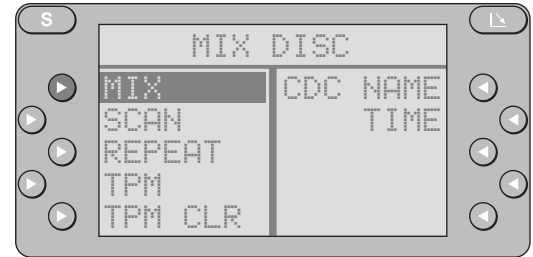 S
MIX DISC
MIX
CDC NAME
SCAN
TIME
REPEAT
TPM
TPM CLR